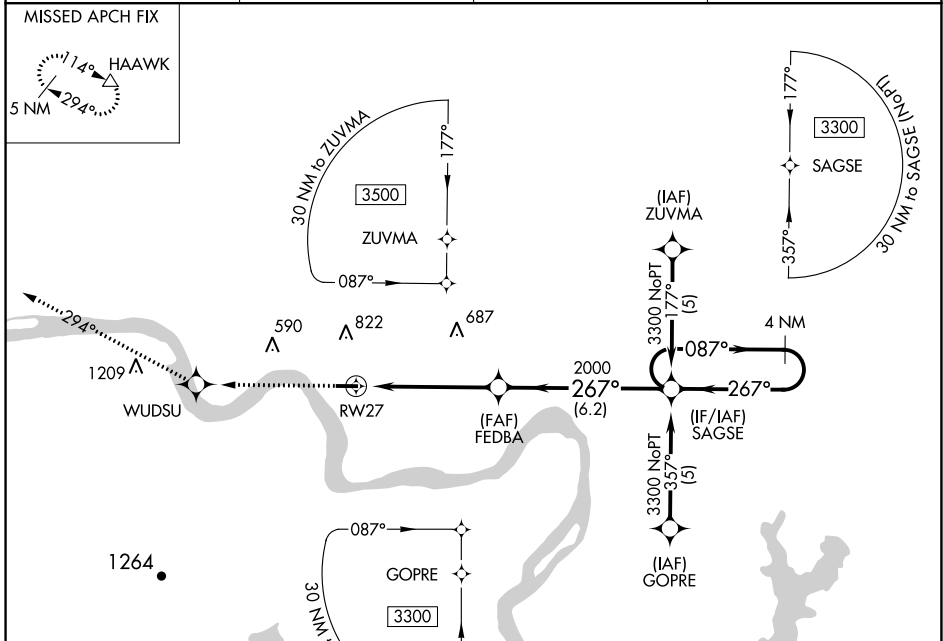 MISSED APCH FIX
114°
HAAWK
5 NM
294°
30 NM to ZUVMA
177°
3500
ZUVMA
087°
177°
3300
SAGSE
357°
30 NM to SAGSE (NoPT)
(IAF)
ZUVMA
3300 NoPT
177°
(5)
4 NM
087°
294°
590
822
687
1209
2000
267°
(6.2)
267°
WUDSU
RW27
(FAF)
FEDBA
(IF/IAF)
SAGSE
3300 NoPT
357°
(5)
087°
(IAF)
GOPRE
1264
GOPRE
30 NM
3300